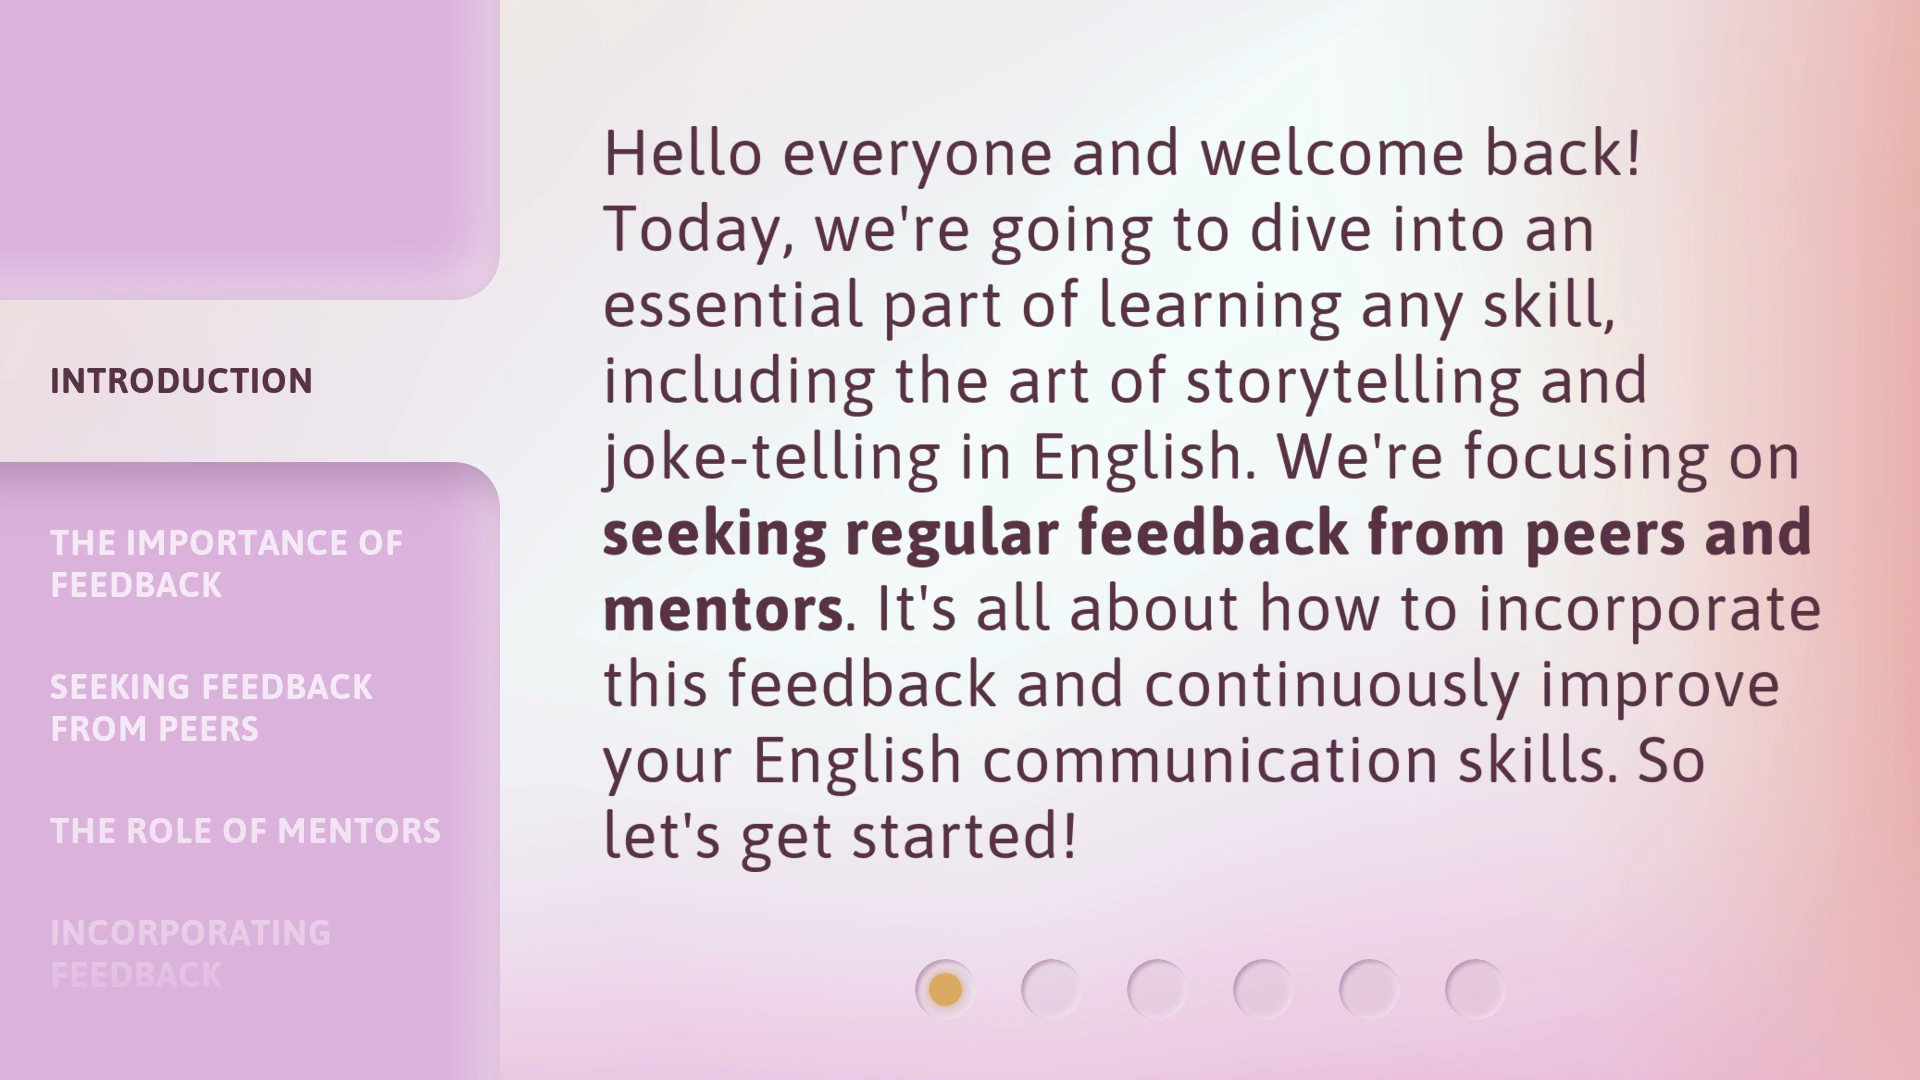 INTRODUCTION
THE IMPORTANCE OF
FEEDBACK
SEEKING FEEDBACK
FROM PEERS
THE ROLE OF MENTORS
INCORPORATING
FEEDBACK
Hello everyone and welcome back!
Today, we're going to dive into an
essential part of learning any skill,
including the art of storytelling and
joke-telling in English. We're focusing on
seeking regular feedback from peers and
mentors. It's all about how to incorporate
this feedback and continuously improve
your English communication skills. So
let's get started!